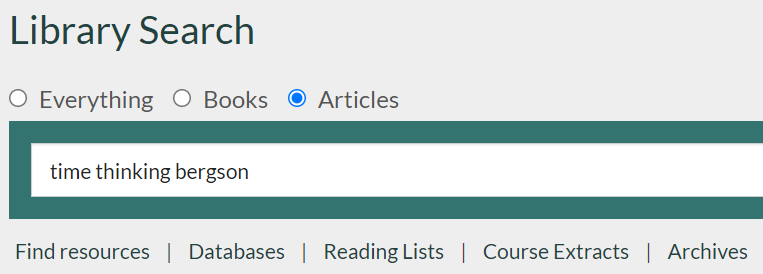 Library Search
Everything Books Articles
time thinking bergson
Find resources | Databases | Reading Lists | Course Extracts | Archives